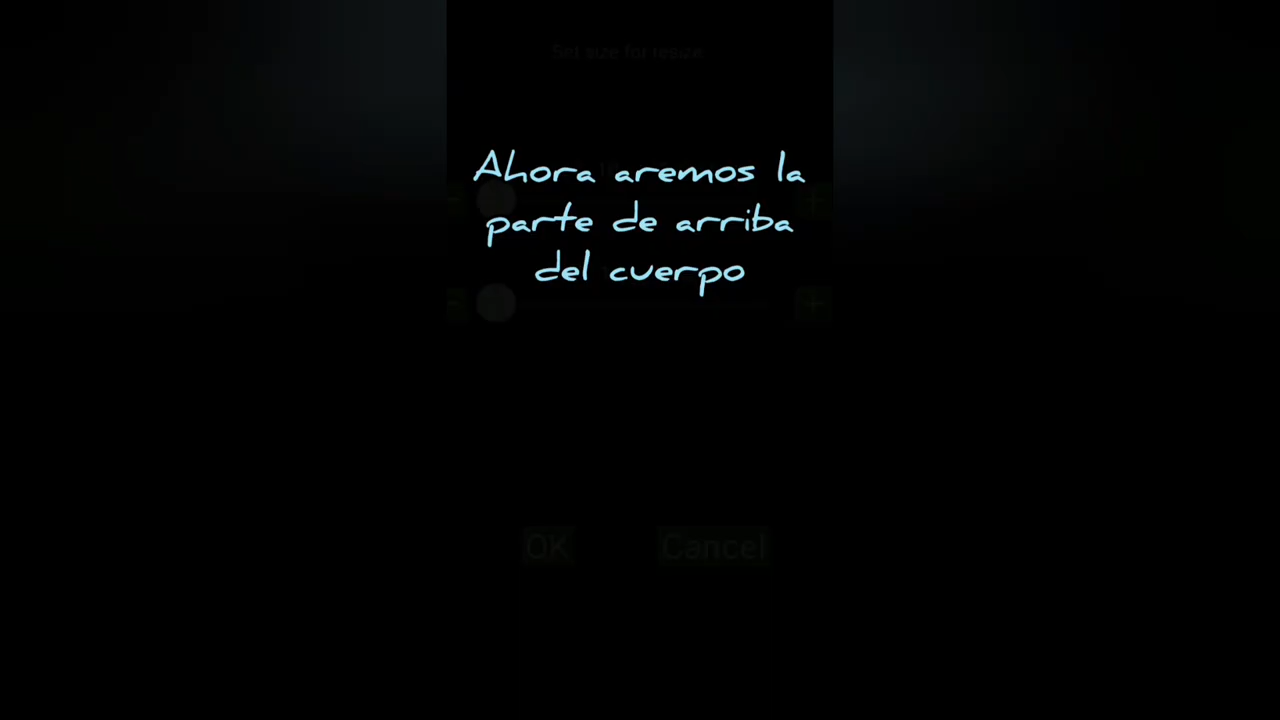 Set size for resize
Ahora aremos la
parte de arriba
del cuerpo
OK
Cancel